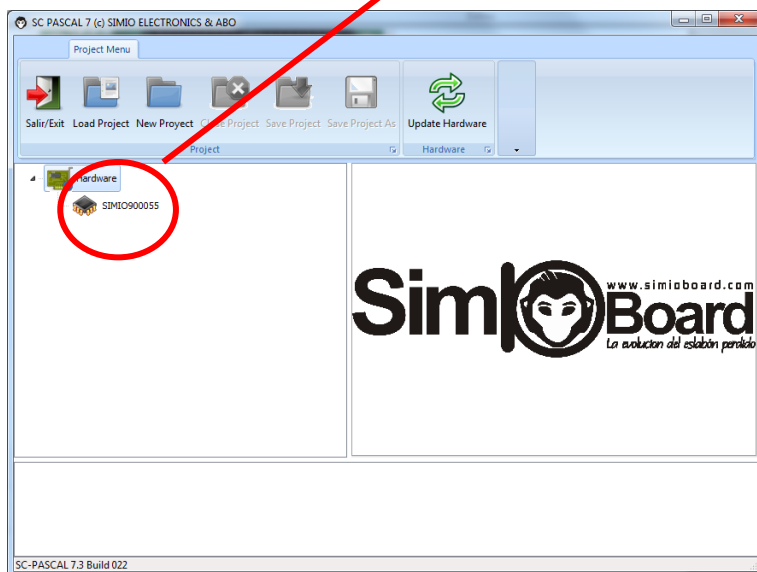 SC PASCAL 7 (c) SIMIO ELECTRONICS & ABO
Project Menu
Salir/Exit Load Project New Proyect Close Project Save Project Save Project As Update Hardware
Project Hardware
Hardware
SIMIO900055
Simio
www.simioboard.com
Board
La evolucion del eslabón perdido
SC-PASCAL 7.3 Build 022